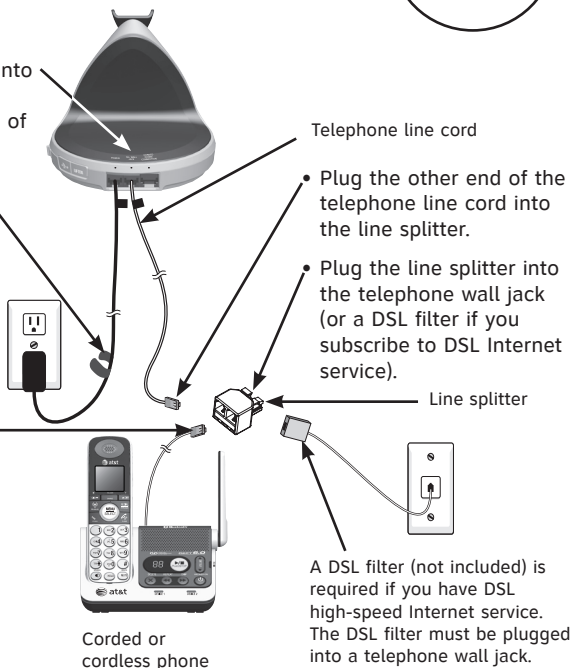 into
of
Telephone line cord
• Plug the other end of the
telephone line cord into
the line splitter.
• Plug the line splitter into
the telephone wall jack
(or a DSL filter if you
subscribe to DSL Internet
service).
Line splitter
at&t
at&t
A DSL filter (not included) is
required if you have DSL
high-speed Internet service.
The DSL filter must be plugged
into a telephone wall jack.
Corded or
cordless phone